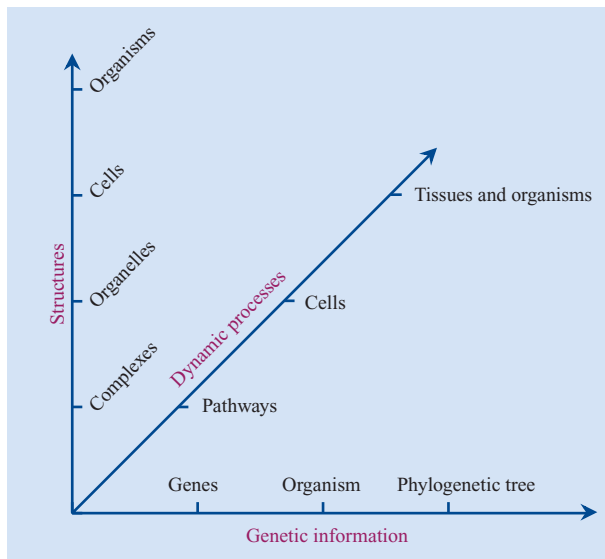 Organisms
Cells
Organelles
Complexes
Structures
Tissues and organisms
Cells
Pathways
Dynamic processes
Genes
Organism
Phylogenetic tree
Genetic information